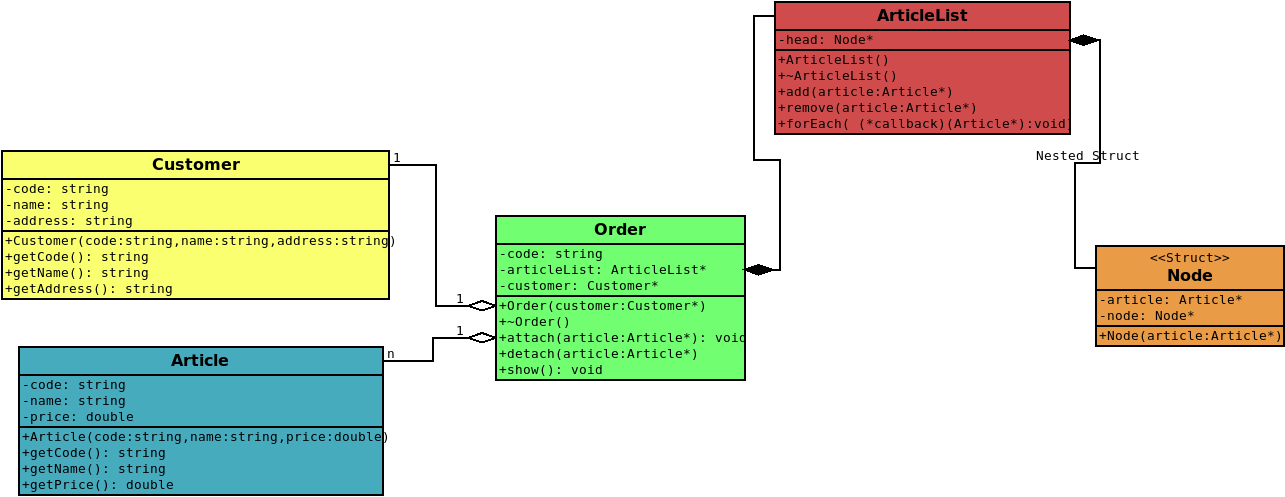 ArticleList
-head: Node*
+ArticleList()
+~ArticleList()
+add(article:Article*)
+remove(article:Article*)
+forEach( (*callback)(Article*):void)
Nested Struct
Customer
-code: string
-name: string
-address: string
+Customer(code:string,name:string,address:string)
+getCode(): string
+getName(): string
+getAddress(): string
1
1
Order
-code: string
-articleList: ArticleList*
-customer: Customer*
+Order(customer:Customer*)
+~Order()
+attach(article:Article*): void
+detach(article:Article*)
+show(): void
<<Struct>>
Node
-article: Article*
-node: Node*
+Node(article:Article*)
1
n
Article
-code: string
-name: string
-price: double
+Article(code:string,name:string,price:double)
+getCode(): string
+getName(): string
+getPrice(): double